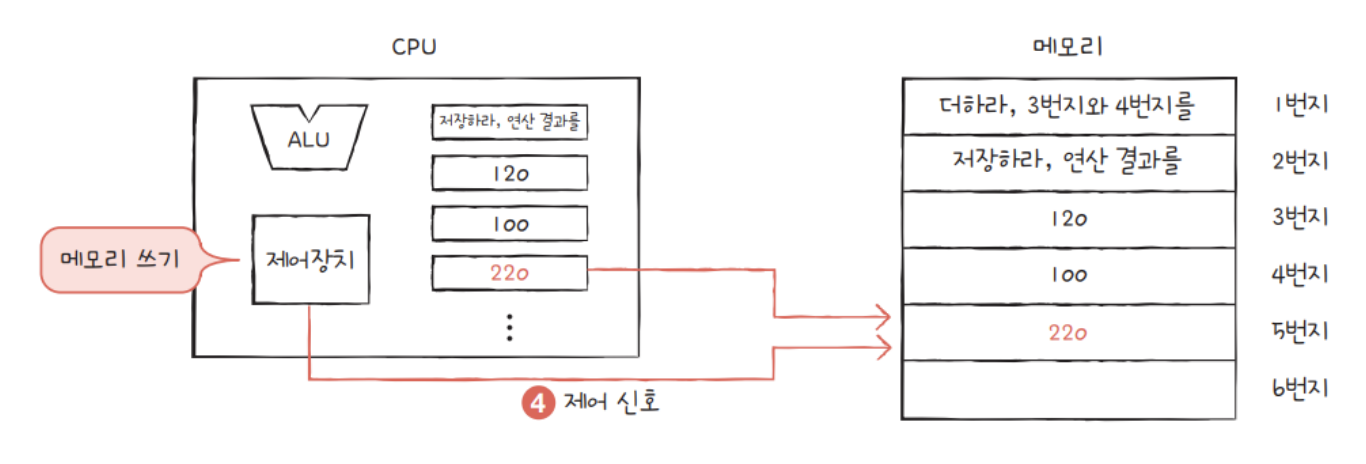 CPU
ALU
저장하라, 연산 결과를
120
100
220
제어장치
메모리 쓰기
4 제어 신호
메모리
더하라, 3번지와 4번지를 1번지
저장하라, 연산 결과를 2번지
120 3번지
100 4번지
220 5번지
6번지